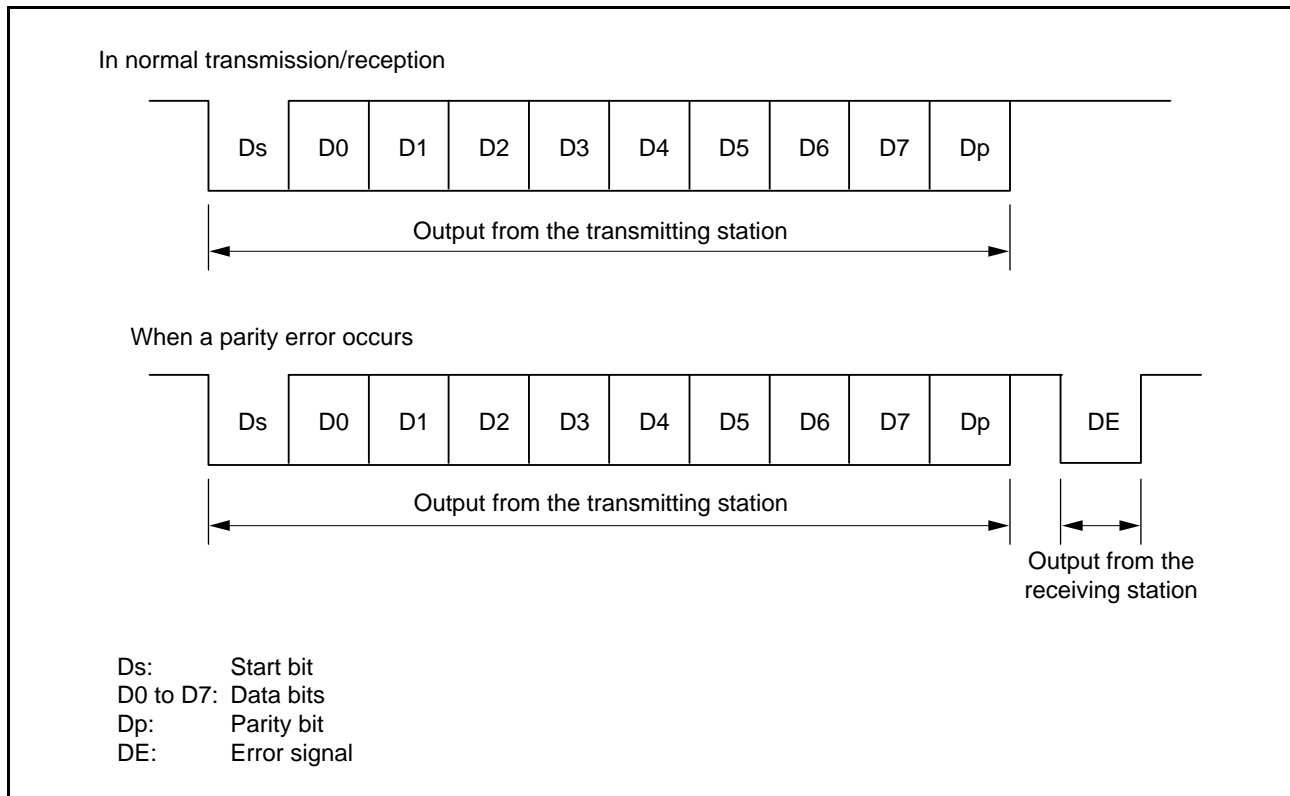 In normal transmission/reception
Ds D0 D1 D2 D3 D4 D5 D6 D7 Dp
Output from the transmitting station
When a parity error occurs
Ds D0 D1 D2 D3 D4 D5 D6 D7 Dp DE
Output from the transmitting station
Output from the
receiving station
Ds: Start bit
D0 to D7: Data bits
Dp: Parity bit
DE: Error signal